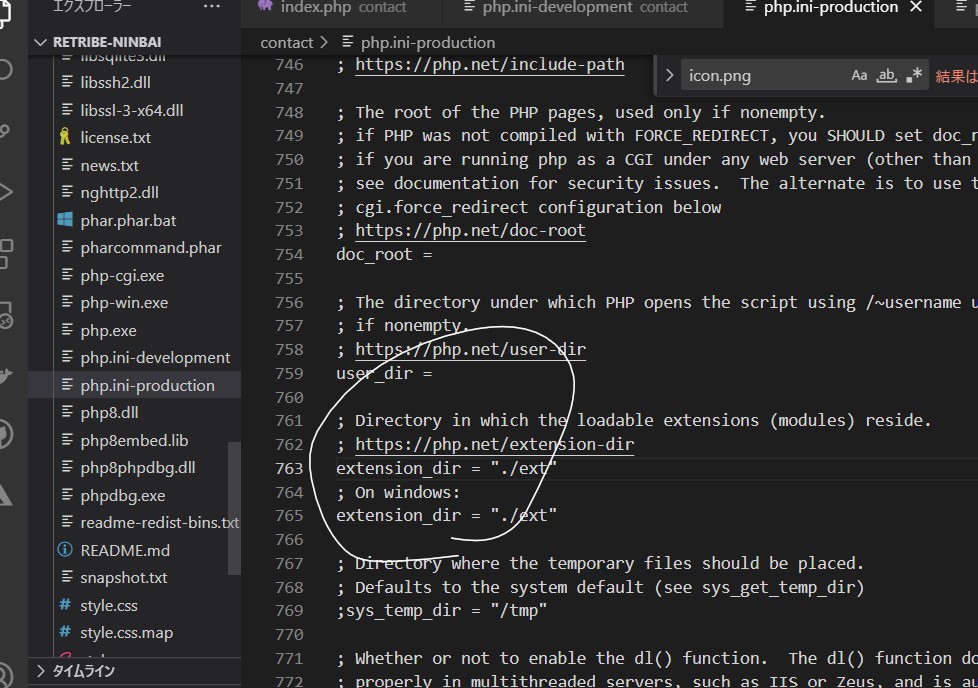 エクスプローラー ...
index.php contact
php.ini-development contact
php.ini-production
RETRIBE-NINBAI
contact > php.ini-production
icon.png Aa ab
libssh2.dll
libssl-3-x64.dll
license.txt
news.txt
nghttp2.dll
phar.phar.bat
pharcommand.phar
php-cgi.exe
php-win.exe
php.exe
php.ini-development
php.ini-production
php8.dll
php8embed.lib
php8phpdbg.dll
phpdbg.exe
readme-redist-bins.txt
README.md
snapshot.txt
style.css
style.css.map
タイムライン
746 ; https://php.net/include-path
747
748 ; The root of the PHP pages, used only if nonempty.
749 ; if PHP was not compiled with FORCE_REDIRECT, you SHOULD set
750 ; if you are running php as a CGI under any web server (other than
751 ; see documentation for security issues.  The alternate is to use
752 ; cgi.force_redirect configuration below
753 ; https://php.net/doc-root
754 doc_root =
755
756 ; The directory under which PHP opens the script using /~username
757 ; if nonempty.
758 ; https://php.net/user-dir
759 user_dir =
760
761 ; Directory in which the loadable extensions (modules) reside.
762 ; https://php.net/extension-dir
763 extension_dir = "./ext"
764 ; On windows:
765 extension_dir = "./ext"
766
767 ; Directory where the temporary files should be placed.
768 ; Defaults to the system default (see sys_get_temp_dir)
769 ;sys_temp_dir = "/tmp"
770
771 ; Whether or not to enable the dl() function.  The dl() function
772 ; properly in multithreaded servers, such as IIS or Zeus, and is